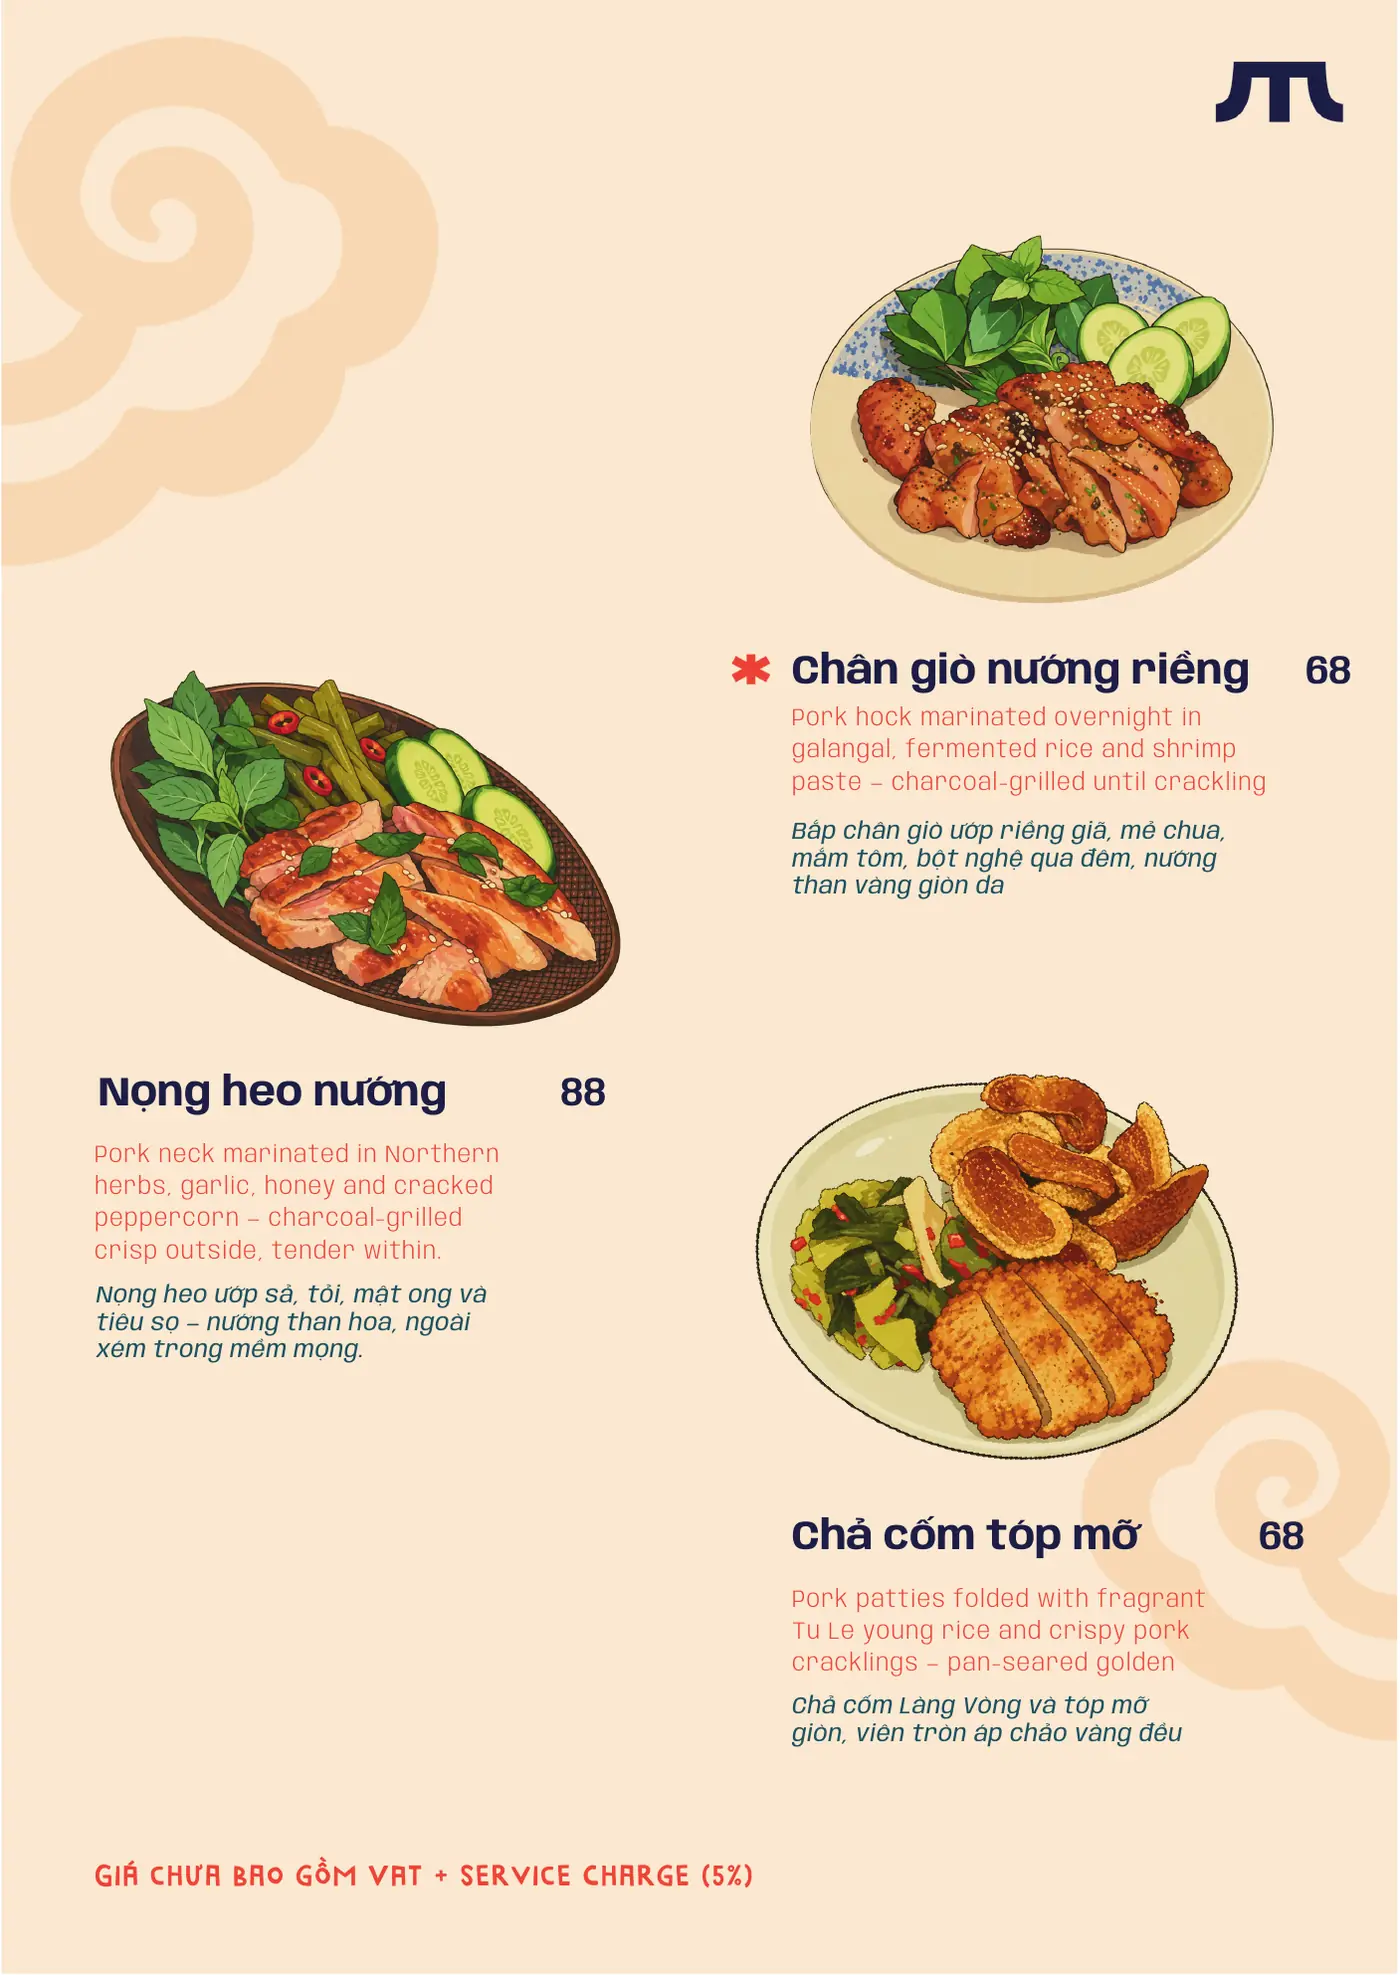 Chân giò nướng riềng 68
Pork hock marinated overnight in
galangal, fermented rice and shrimp
paste – charcoal-grilled until crackling
Bắp chân giò ướp riềng giã, mẻ chua,
mắm tôm, bột nghệ qua đêm, nướng
than vàng giòn da
Nọng heo nướng 88
Pork neck marinated in Northern
herbs, garlic, honey and cracked
peppercorn – charcoal-grilled
crisp outside, tender within.
Nọng heo ướp sả, tỏi, mật ong và
tiêu sọ – nướng than hoa, ngoài
xém trong mềm mọng.
Chả cốm tóp mỡ 68
Pork patties folded with fragrant
Tu Le young rice and crispy pork
cracklings – pan-seared golden
Chả cốm Làng Vòng và tóp mỡ
giòn, viên tròn áp chảo vàng đều
GIÁ CHƯA BAO GỒM VAT + SERVICE CHARGE (5%)